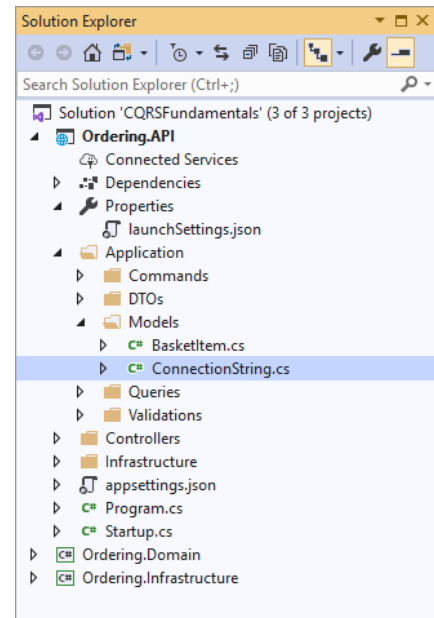 Solution Explorer
Search Solution Explorer (Ctrl+;)
Solution 'CQRSFundamentals' (3 of 3 projects)
Ordering.API
Connected Services
Dependencies
Properties
launchSettings.json
Application
Commands
DTOs
Models
C# BasketItem.cs
C# ConnectionString.cs
Queries
Validations
Controllers
Infrastructure
appsettings.json
C# Program.cs
C# Startup.cs
C# Ordering.Domain
C# Ordering.Infrastructure